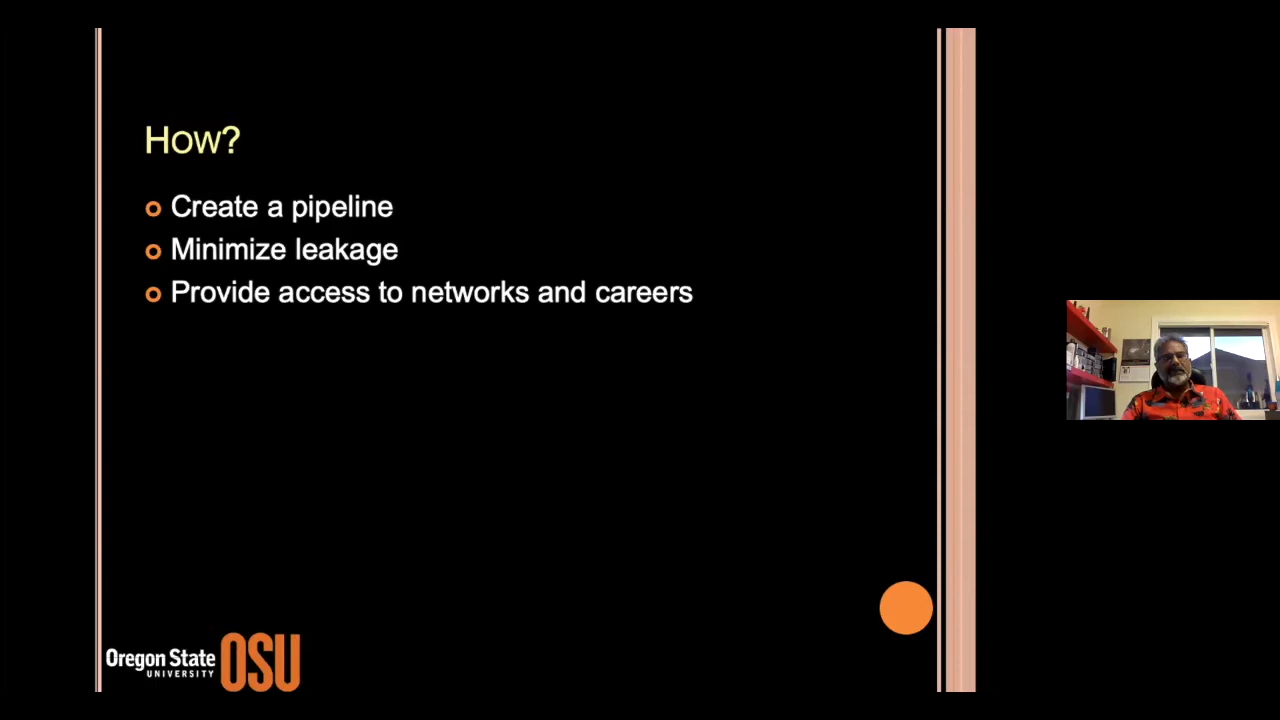 How?
Create a pipeline
Minimize leakage
Provide access to networks and careers
Oregon State
UNIVERSITY
OSU